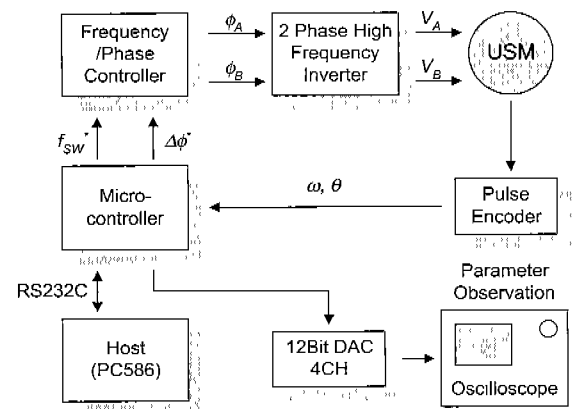 Frequency
/Phase
Controller
ϕA
ϕB
2 Phase High
Frequency
Inverter
VA
VB
USM
fSW*
Δϕ*
Micro-
controller
ω, θ
Pulse
Encoder
RS232C
Parameter
Observation
Host
(PC586)
12Bit DAC
4CH
Oscilloscope